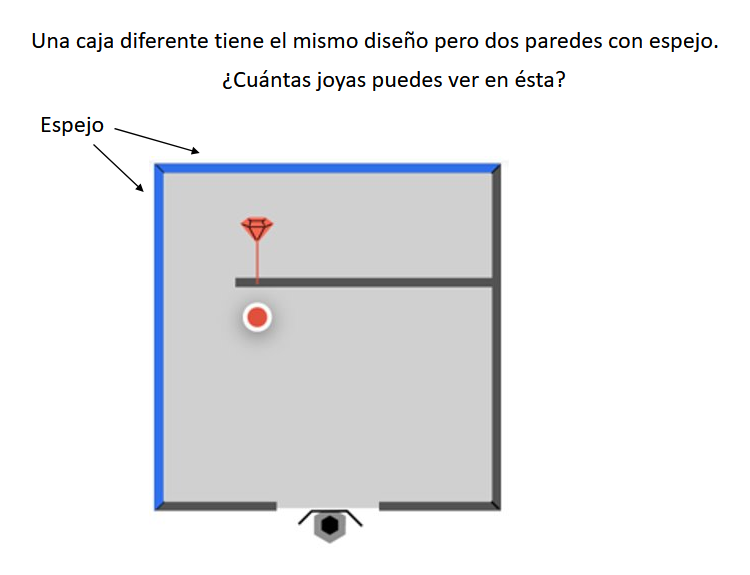 Una caja diferente tiene el mismo diseño pero dos paredes con espejo.
¿Cuántas joyas puedes ver en ésta?
Espejo